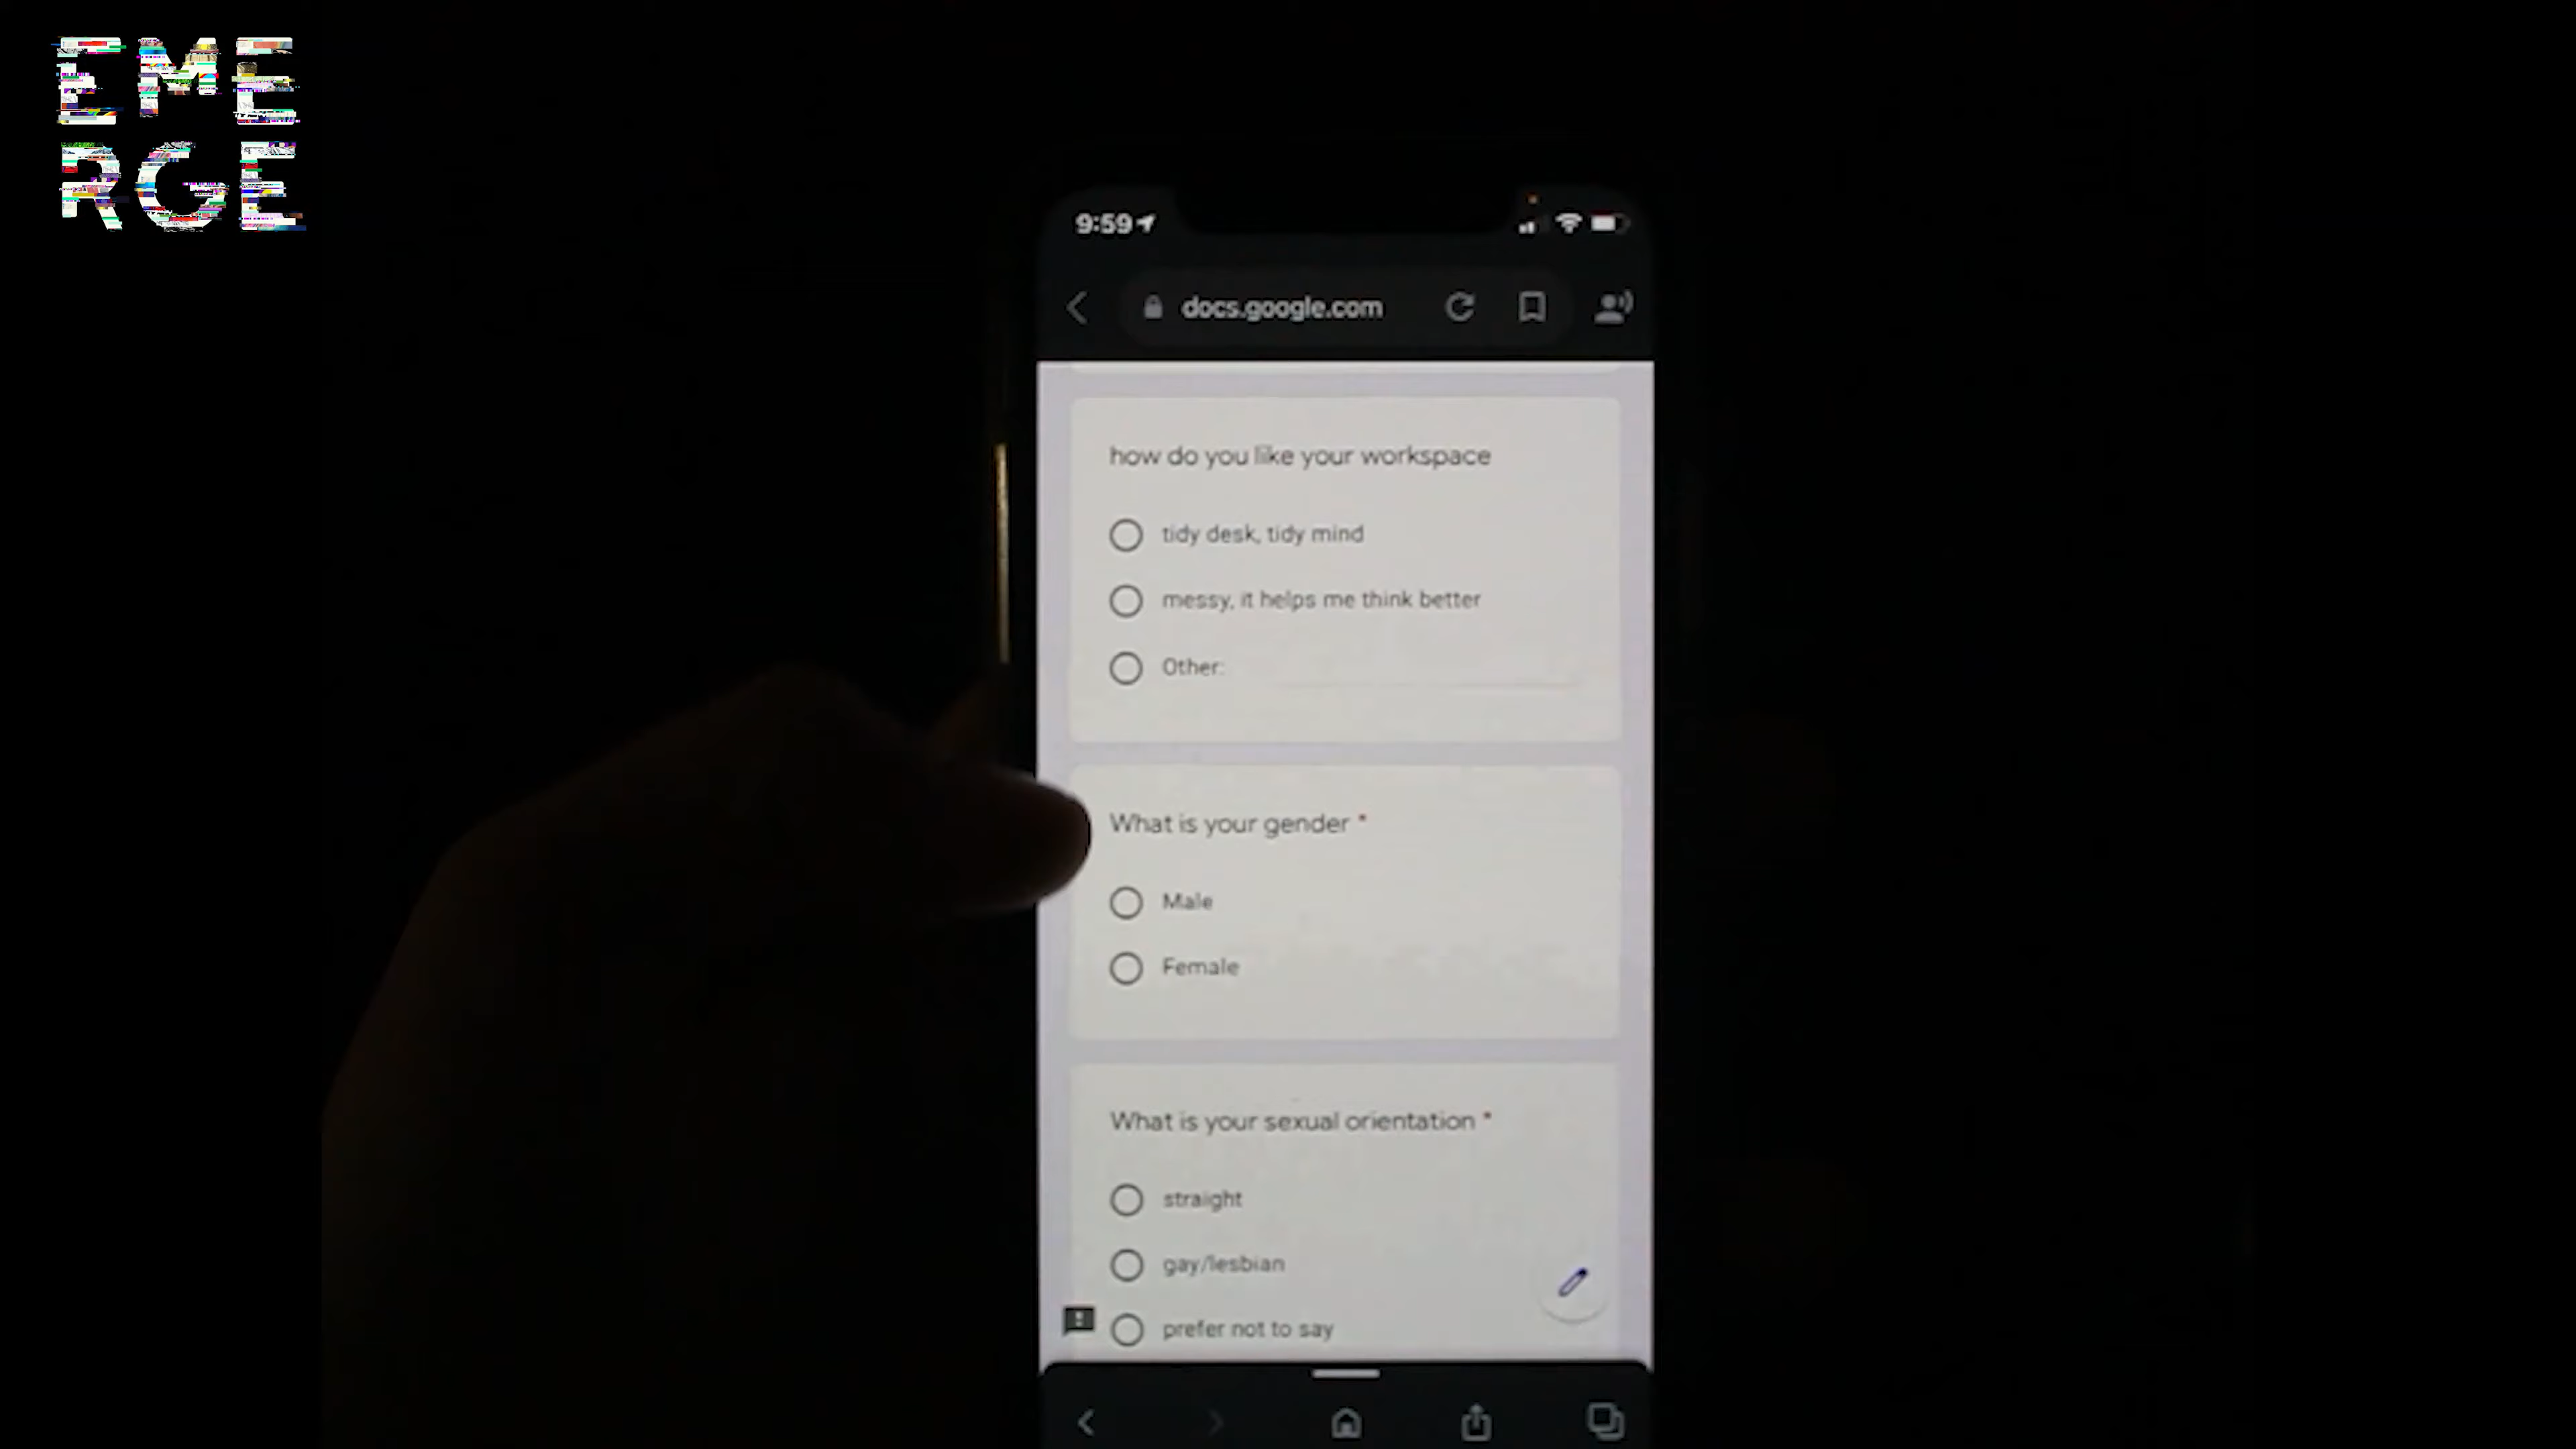 EME
RGE
9:59
docs.google.com
how do you like your workspace
tidy desk, tidy mind
messy, it helps me think better
Other:
What is your gender *
Male
Female
What is your sexual orientation *
straight
gay/lesbian
prefer not to say